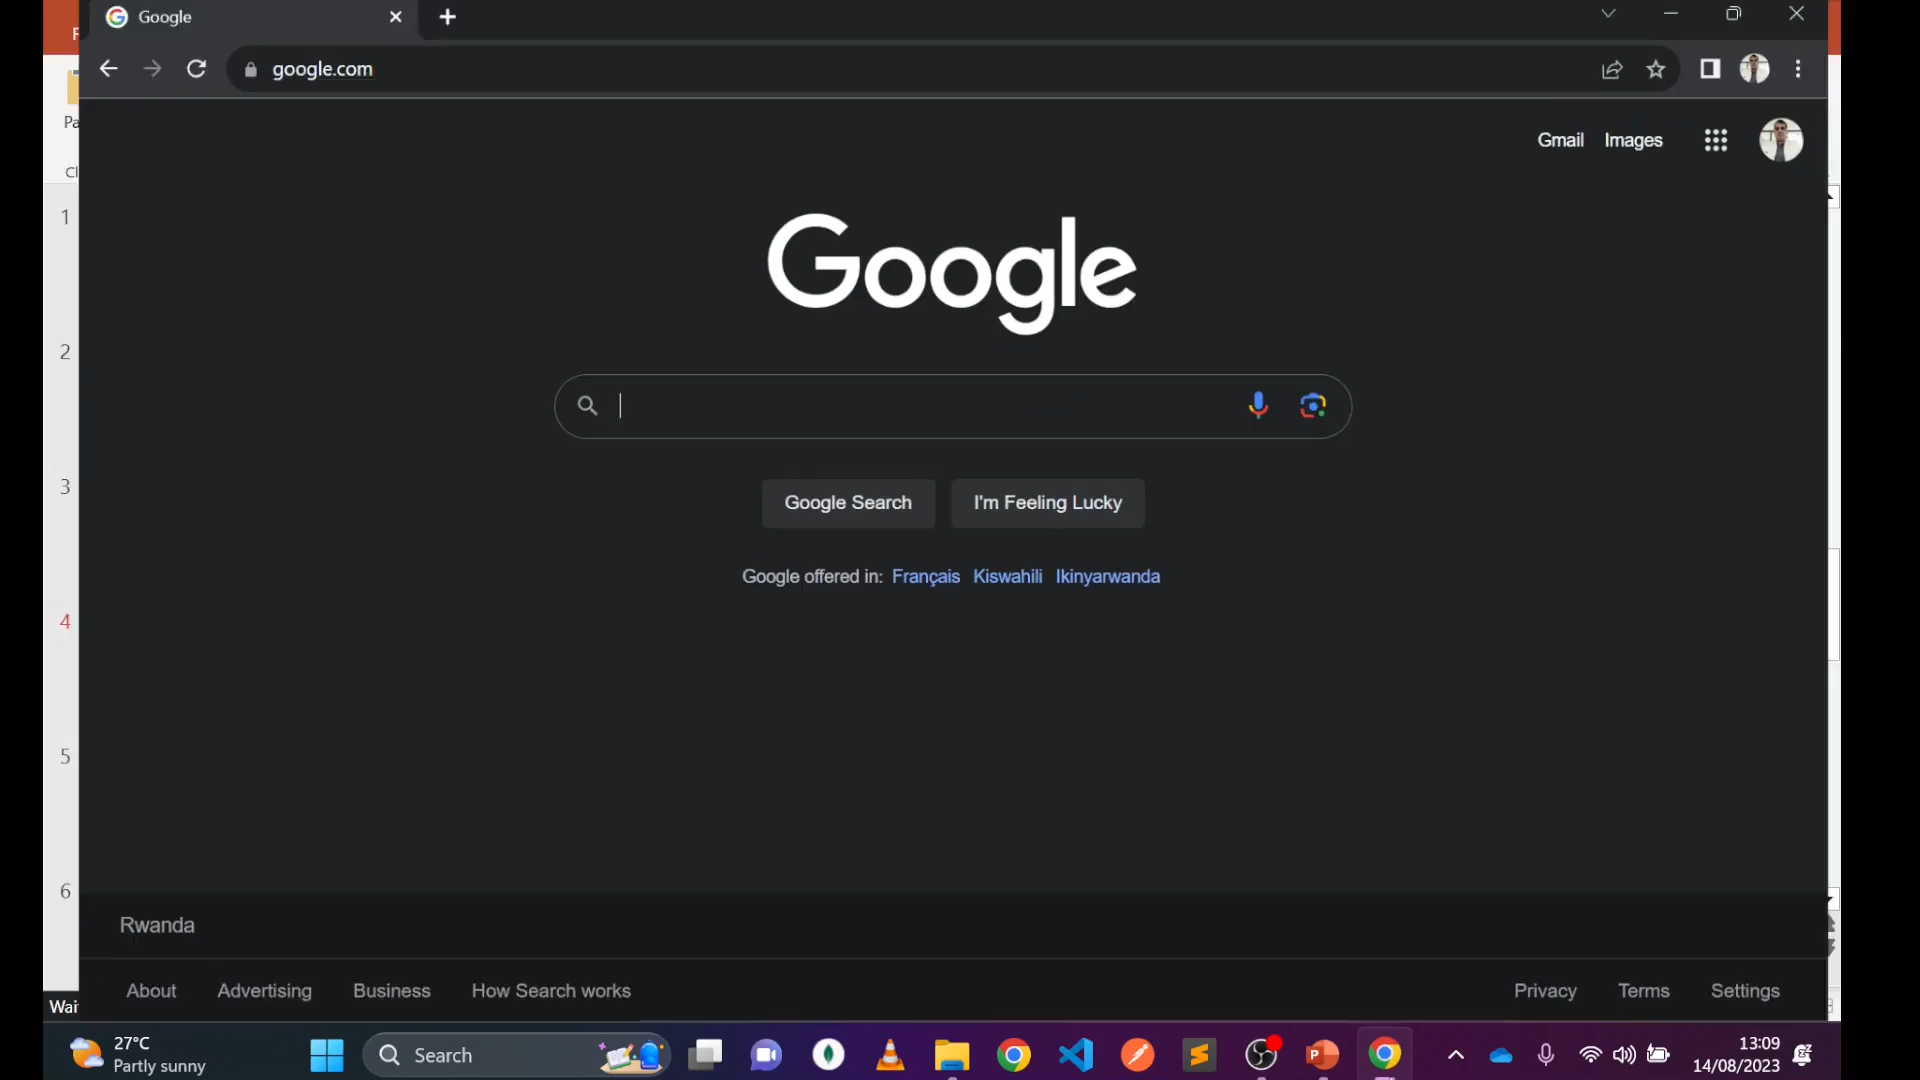 Google
google.com
Pa
Cl
Gmail Images
1
2
3
4
5
6
Google
Google Search I'm Feeling Lucky
Google offered in: Français Kiswahili Ikinyarwanda
Rwanda
About Advertising Business How Search works
Privacy Terms Settings
Wai
27°C
Partly sunny
Search
13:09
14/08/2023